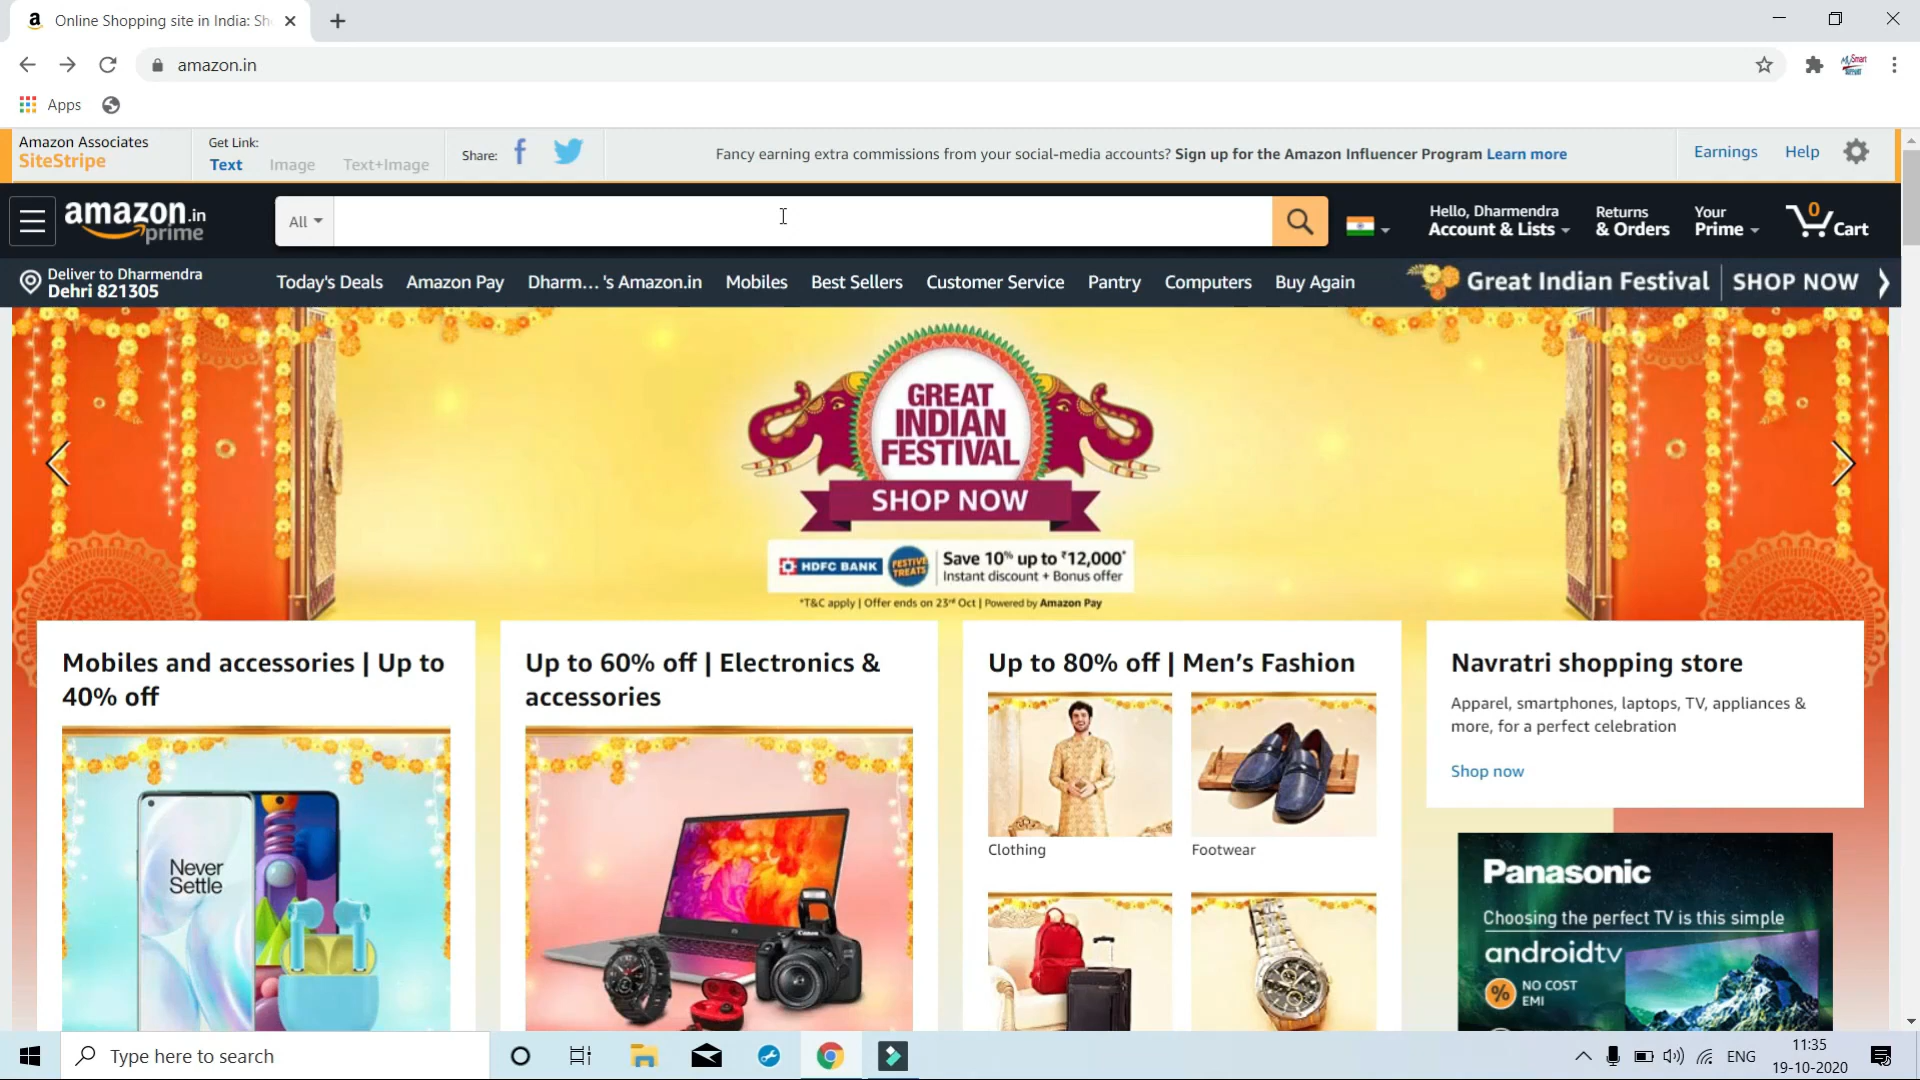 Online Shopping site in India: Sh
amazon.in
Apps
Amazon Associates
SiteStripe
Get Link:
Text Image Text+Image
Share:
Fancy earning extra commissions from your social-media accounts? Sign up for the Amazon Influencer Program Learn more
Earnings Help
amazon.in
prime
All
Hello, Dharmendra
Account & Lists
Returns
& Orders
Your
Prime
0
Cart
Deliver to Dharmendra
Dehri 821305
Today's Deals Amazon Pay Dharm... 's Amazon.in Mobiles Best Sellers Customer Service Pantry Computers Buy Again
Great Indian Festival | SHOP NOW
GREAT
INDIAN
FESTIVAL
SHOP NOW
HDFC BANK
FESTIVE
TREATS
Save 10% up to ₹12,000*
Instant discount + Bonus offer
*T&C apply | Offer ends on 23rd Oct | Powered by Amazon Pay
Mobiles and accessories | Up to
40% off
Never
Settle
Up to 60% off | Electronics &
accessories
Canon
Up to 80% off | Men's Fashion
Clothing
Footwear
Navratri shopping store
Apparel, smartphones, laptops, TV, appliances &
more, for a perfect celebration
Shop now
Panasonic
Choosing the perfect TV is this simple
androidtv
% NO COST
EMI
Type here to search
ENG
11:35
19-10-2020